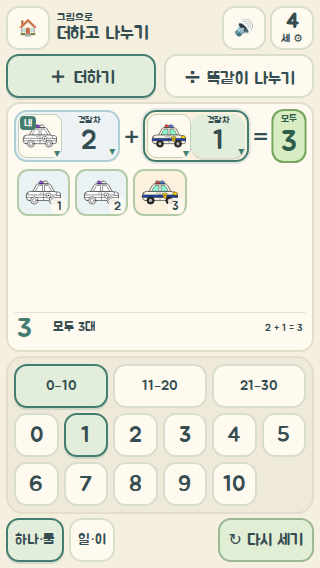 그림으로
더하고 나누기
4
세
+ 더하기
÷ 똑같이 나누기
내
경찰차
2
+
경찰차
1
=
모두
3
1
2
3
3 모두 3대
2 + 1 = 3
0–10
11–20
21–30
0
1
2
3
4
5
6
7
8
9
10
하나·둘
일·이
↻ 다시 세기